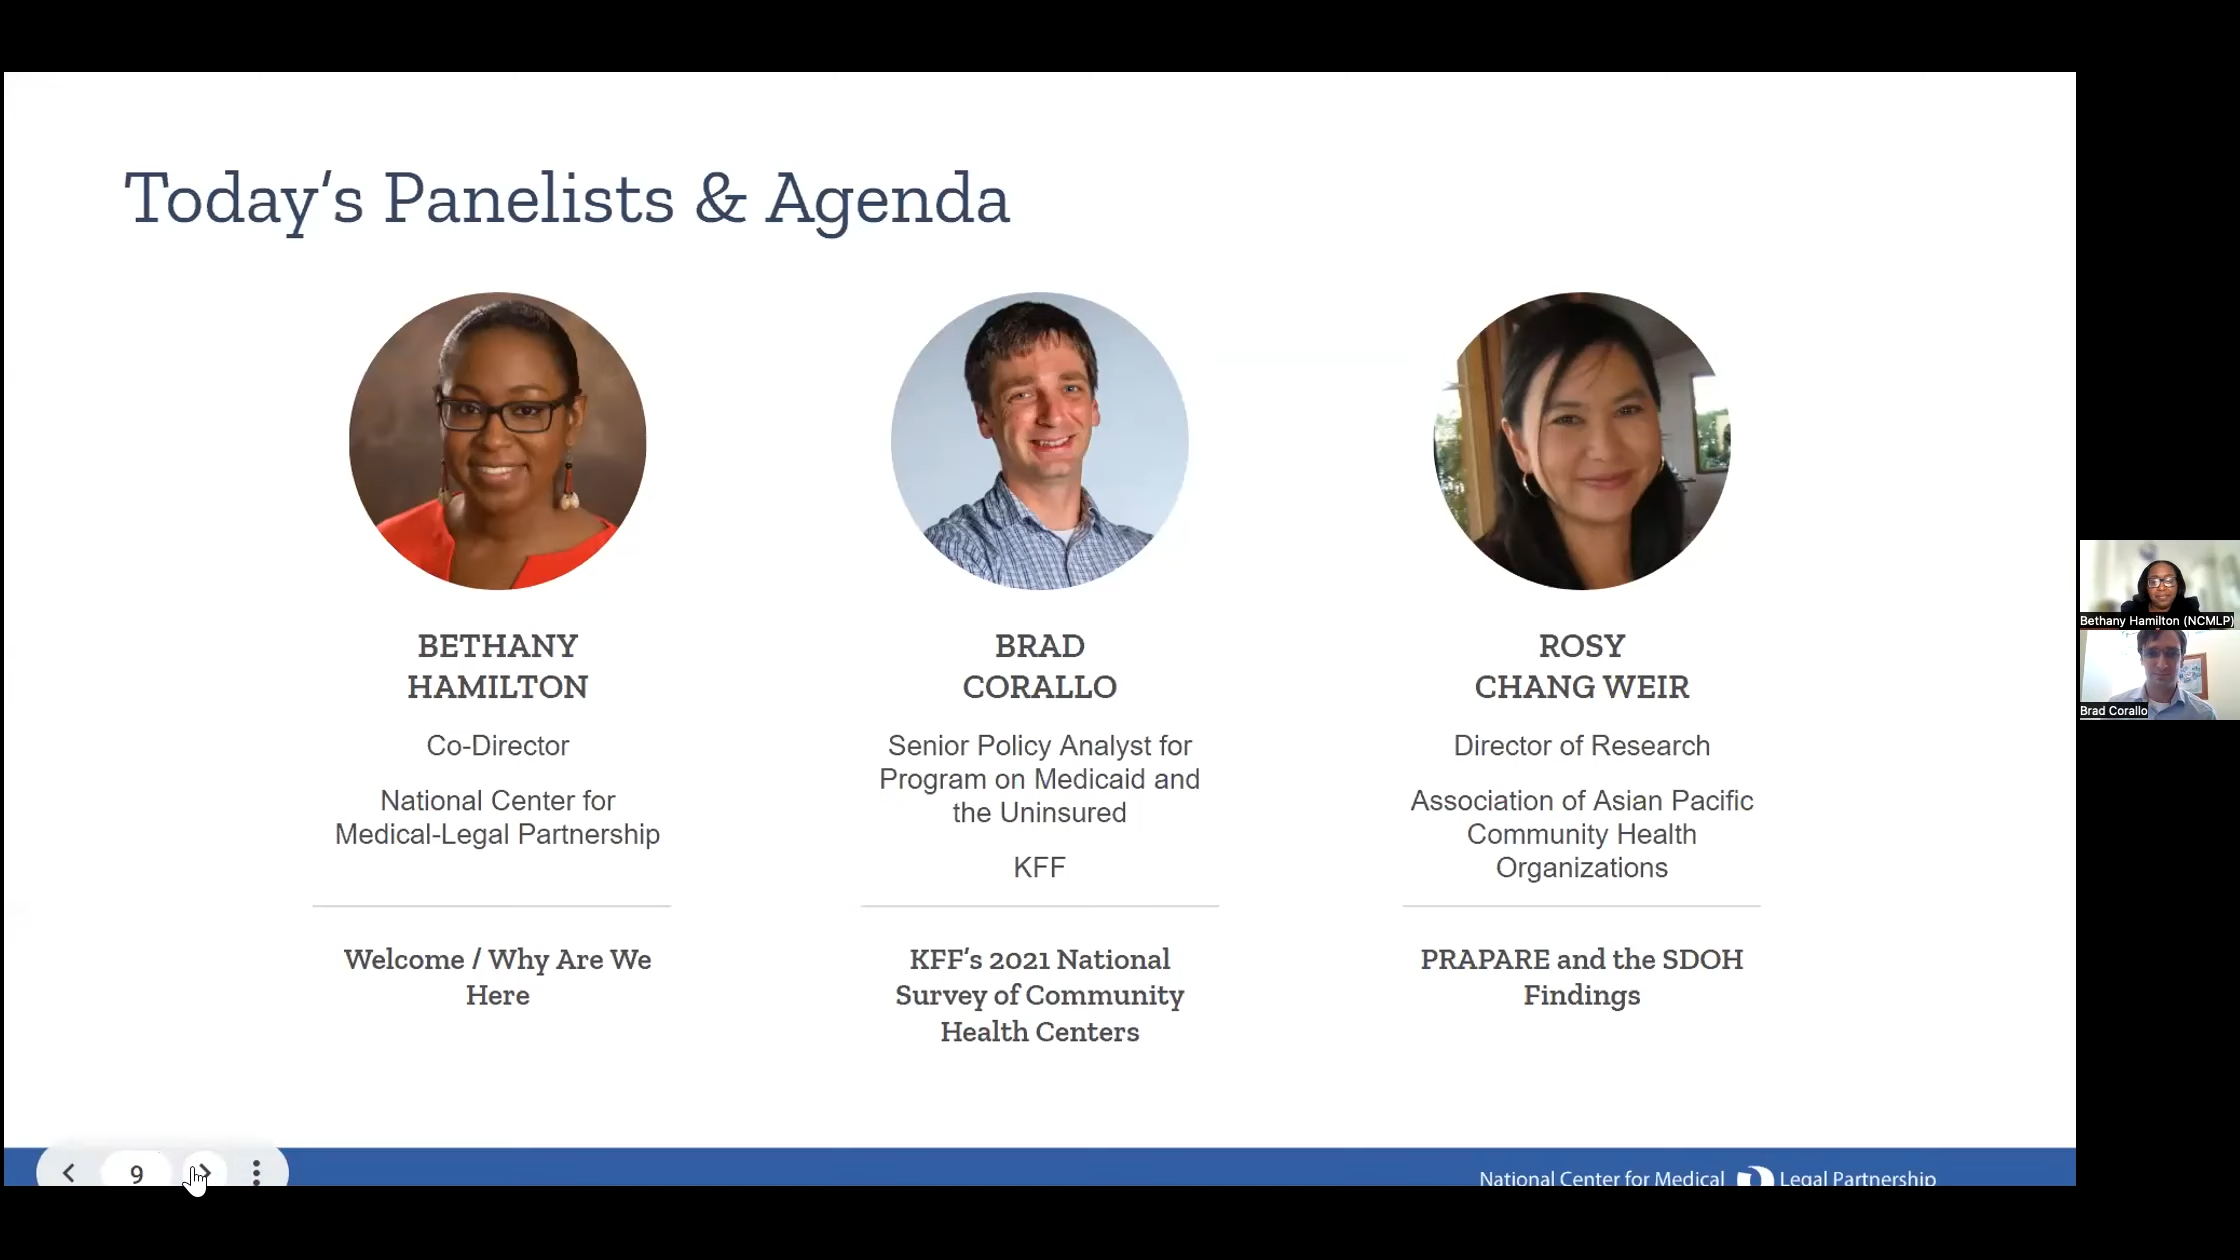 Today's Panelists & Agenda
BETHANY
HAMILTON
Co-Director
National Center for
Medical-Legal Partnership
Welcome / Why Are We
Here
BRAD
CORALLO
Senior Policy Analyst for
Program on Medicaid and
the Uninsured
KFF
KFF's 2021 National
Survey of Community
Health Centers
ROSY
CHANG WEIR
Director of Research
Association of Asian Pacific
Community Health
Organizations
PRAPARE and the SDOH
Findings
Bethany Hamilton (NCMLP)
Brad Corallo
9
National Center for Medical Legal Partnership